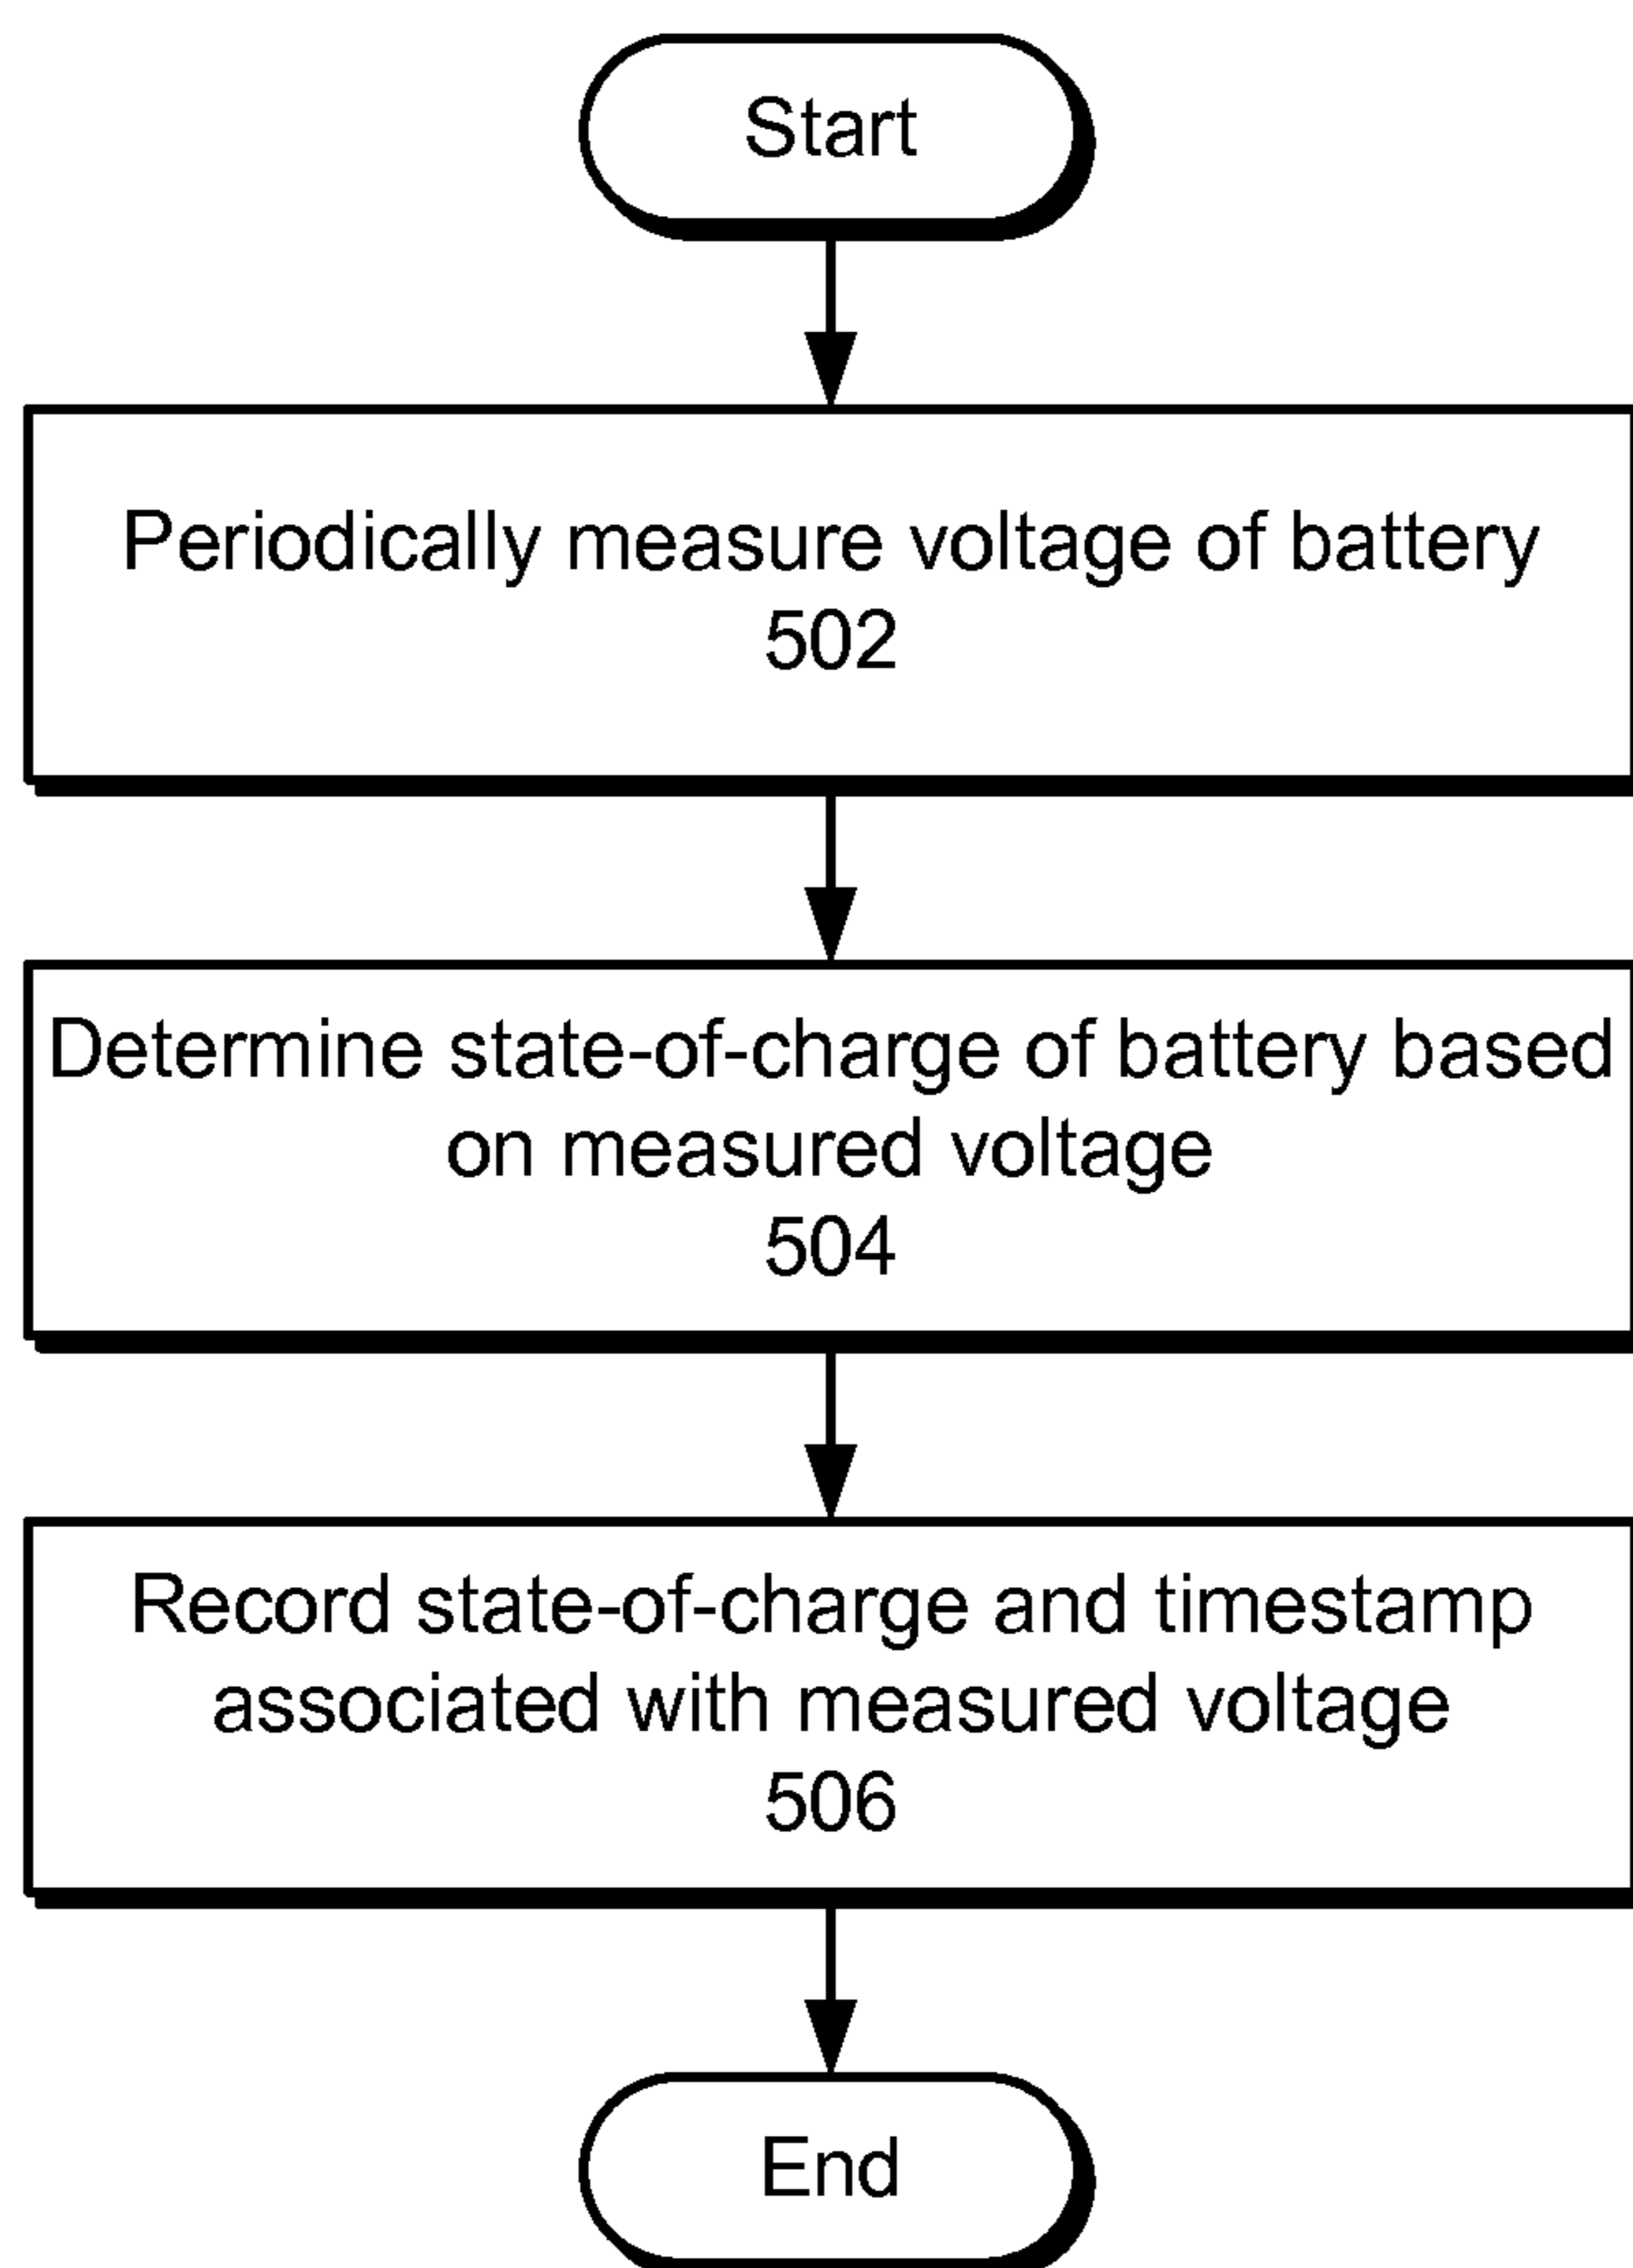 Start
Periodically measure voltage of battery
502
Determine state-of-charge of battery based
on measured voltage
504
Record state-of-charge and timestamp
associated with measured voltage
506
End